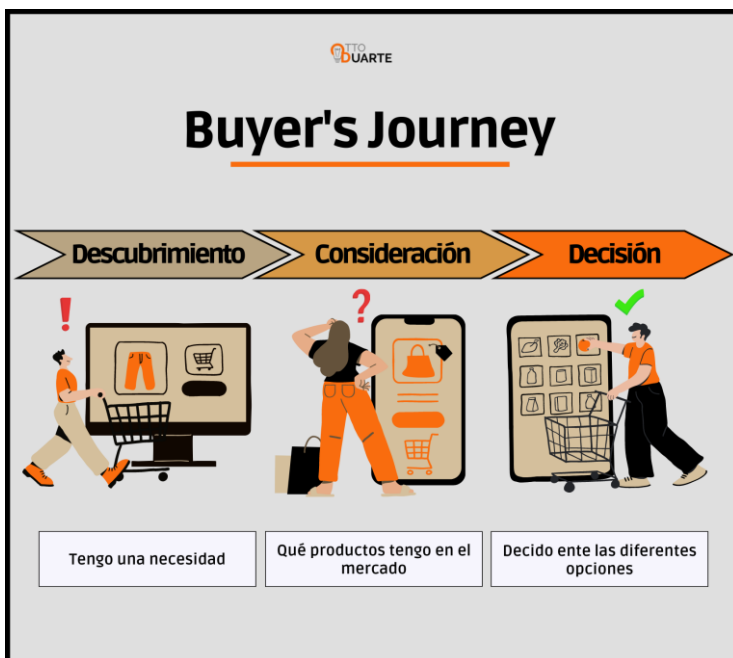 OTTO
DUARTE
Buyer's Journey
Descubrimiento
Consideración
Decisión
Tengo una necesidad
Qué productos tengo en el
mercado
Decido ente las diferentes
opciones